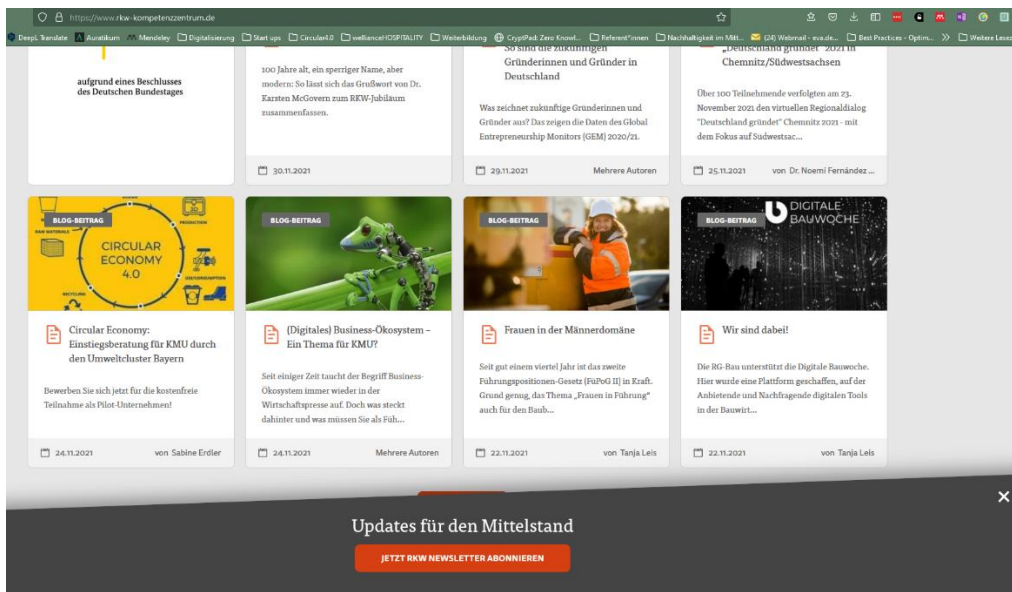 https://www.rkw-kompetenzzentrum.de
DeepL Translate
Auratikum
Mendeley
Digitalisierung
Start ups
Circular4.0
wellianceHOSPITALITY
Weiterbildung
CryptPad: Zero Knowl...
Referent*innen
Nachhaltigkeit im Mitt...
(24) Webmail - eva.de...
Best Practices - Optim...
Weitere Lesez
aufgrund eines Beschlusses
des Deutschen Bundestages
100 Jahre alt, ein sperriger Name, aber
modern: So lässt sich das Grußwort von Dr.
Karsten McGovern zum RKW-Jubiläum
zusammenfassen.
30.11.2021
So sind die zukünftigen
Gründerinnen und Gründer in
Deutschland
Was zeichnet zukünftige Gründerinnen und
Gründer aus? Das zeigen die Daten des Global
Entrepreneurship Monitors (GEM) 2020/21.
29.11.2021
Mehrere Autoren
„Deutschland gründet" 2021 in
Chemnitz/Südwestsachsen
Über 100 Teilnehmende verfolgten am 23.
November 2021 den virtuellen Regionaldialog
"Deutschland gründet" Chemnitz 2021 - mit
dem Fokus auf Südwestsac...
25.11.2021
von Dr. Noemí Fernández ...
BLOG-BEITRAG
RAW MATERIALS
PRODUCTION
CIRCULAR
ECONOMY
4.0
USE/CONSUMPTION
RECYCLING
Circular Economy:
Einstiegsberatung für KMU durch
den Umweltcluster Bayern
Bewerben Sie sich jetzt für die kostenfreie
Teilnahme als Pilot-Unternehmen!
24.11.2021
von Sabine Erdler
BLOG-BEITRAG
(Digitales) Business-Ökosystem –
Ein Thema für KMU?
Seit einiger Zeit taucht der Begriff Business-
Ökosystem immer wieder in der
Wirtschaftspresse auf. Doch was steckt
dahinter und was müssen Sie als Füh...
24.11.2021
Mehrere Autoren
BLOG-BEITRAG
Frauen in der Männerdomäne
Seit gut einem viertel Jahr ist das zweite
Führungspositionen-Gesetz (FüPoG II) in Kraft.
Grund genug, das Thema „Frauen in Führung"
auch für den Baub...
22.11.2021
von Tanja Leis
BLOG-BEITRAG
DIGITALE
BAUWOCHE
Wir sind dabei!
Die RG-Bau unterstützt die Digitale Bauwoche.
Hier wurde eine Plattform geschaffen, auf der
Anbietende und Nachfragende digitalen Tools
in der Bauwirt...
22.11.2021
von Tanja Leis
Updates für den Mittelstand
JETZT RKW NEWSLETTER ABONNIEREN